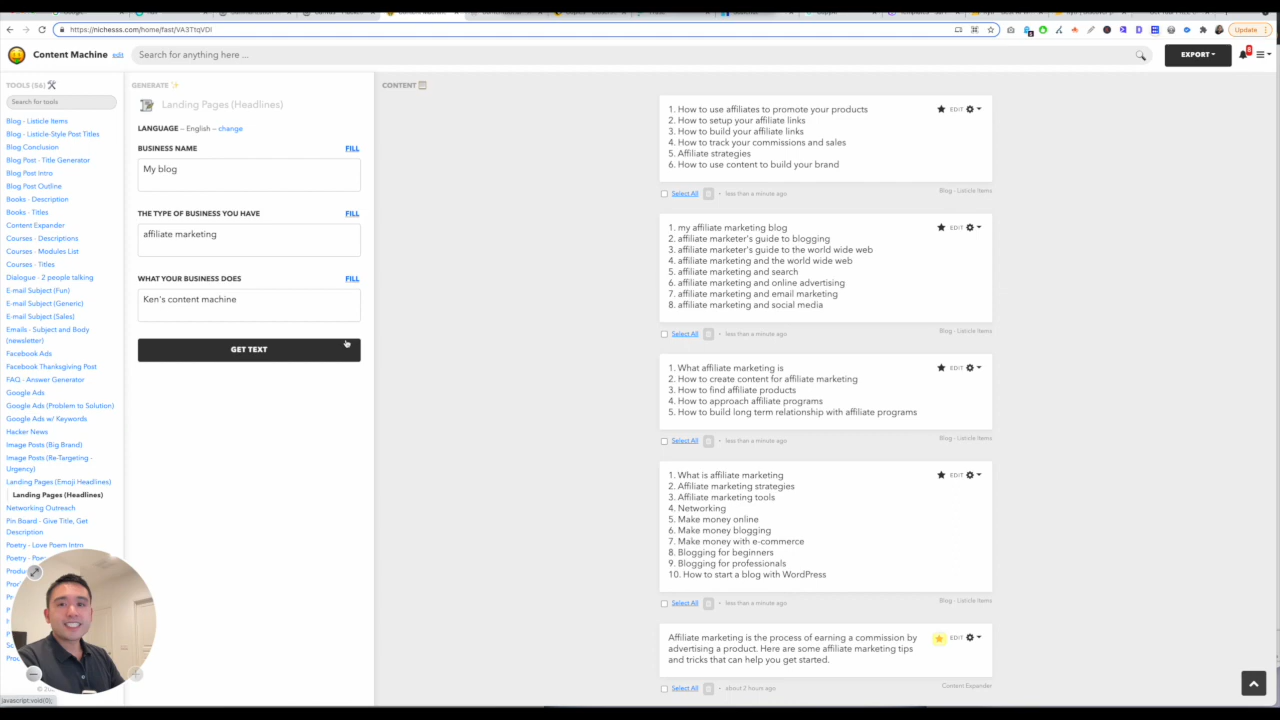 https://nichesss.com/home/fast/VA3TtqVDl
Update
Content Machine edit
Search for anything here ...
EXPORT
8
TOOLS (56)
Search for tools
Blog - Listicle Items
Blog - Listicle-Style Post Titles
Blog Conclusion
Blog Post - Title Generator
Blog Post Intro
Blog Post Outline
Books - Description
Books - Titles
Content Expander
Courses - Descriptions
Courses - Modules List
Courses - Titles
Dialogue - 2 people talking
E-mail Subject (Fun)
E-mail Subject (Generic)
E-mail Subject (Sales)
Emails - Subject and Body
(newsletter)
Facebook Ads
Facebook Thanksgiving Post
FAQ - Answer Generator
Google Ads
Google Ads (Problem to Solution)
Google Ads w/ Keywords
Hacker News
Image Posts (Big Brand)
Image Posts (Re-Targeting -
Urgency)
Landing Pages (Emoji Headlines)
Landing Pages (Headlines)
Networking Outreach
Pin Board - Give Title, Get
Description
Poetry - Love Poem Intro
Poetry -
javascript:void(0);
GENERATE
Landing Pages (Headlines)
LANGUAGE -- English -- change
BUSINESS NAME FILL
My blog
THE TYPE OF BUSINESS YOU HAVE FILL
affiliate marketing
WHAT YOUR BUSINESS DOES FILL
Ken's content machine
GET TEXT
CONTENT
1. How to use affiliates to promote your products
2. How to setup your affiliate links
3. How to build your affiliate links
4. How to track your commissions and sales
5. Affiliate strategies
6. How to use content to build your brand
EDIT
Select All • less than a minute ago
Blog - Listicle Items
1. my affiliate marketing blog
2. affiliate marketer's guide to blogging
3. affiliate marketer's guide to the world wide web
4. affiliate marketing and the world wide web
5. affiliate marketing and search
6. affiliate marketing and online advertising
7. affiliate marketing and email marketing
8. affiliate marketing and social media
EDIT
Select All • less than a minute ago
Blog - Listicle Items
1. What affiliate marketing is
2. How to create content for affiliate marketing
3. How to find affiliate products
4. How to approach affiliate programs
5. How to build long term relationship with affiliate programs
EDIT
Select All • less than a minute ago
Blog - Listicle Items
1. What is affiliate marketing
2. Affiliate marketing strategies
3. Affiliate marketing tools
4. Networking
5. Make money online
6. Make money blogging
7. Make money with e-commerce
8. Blogging for beginners
9. Blogging for professionals
10. How to start a blog with WordPress
EDIT
Select All • less than a minute ago
Blog - Listicle Items
Affiliate marketing is the process of earning a commission by
advertising a product. Here are some affiliate marketing tips
and tricks that can help you get started.
EDIT
Select All • about 2 hours ago
Content Expander